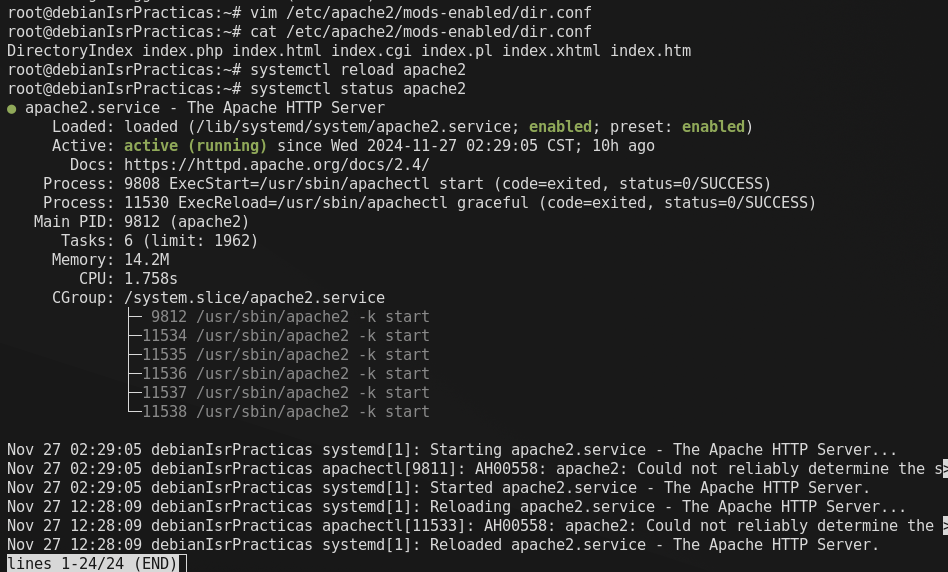 root@debianIsrPracticas:~# vim /etc/apache2/mods-enabled/dir.conf
root@debianIsrPracticas:~# cat /etc/apache2/mods-enabled/dir.conf
DirectoryIndex index.php index.html index.cgi index.pl index.xhtml index.htm
root@debianIsrPracticas:~# systemctl reload apache2
root@debianIsrPracticas:~# systemctl status apache2
● apache2.service - The Apache HTTP Server
     Loaded: loaded (/lib/systemd/system/apache2.service; enabled; preset: enabled)
     Active: active (running) since Wed 2024-11-27 02:29:05 CST; 10h ago
       Docs: https://httpd.apache.org/docs/2.4/
    Process: 9808 ExecStart=/usr/sbin/apachectl start (code=exited, status=0/SUCCESS)
    Process: 11530 ExecReload=/usr/sbin/apachectl graceful (code=exited, status=0/SUCCESS)
   Main PID: 9812 (apache2)
      Tasks: 6 (limit: 1962)
     Memory: 14.2M
        CPU: 1.758s
     CGroup: /system.slice/apache2.service
             ├─ 9812 /usr/sbin/apache2 -k start
             ├─11534 /usr/sbin/apache2 -k start
             ├─11535 /usr/sbin/apache2 -k start
             ├─11536 /usr/sbin/apache2 -k start
             ├─11537 /usr/sbin/apache2 -k start
             └─11538 /usr/sbin/apache2 -k start

Nov 27 02:29:05 debianIsrPracticas systemd[1]: Starting apache2.service - The Apache HTTP Server...
Nov 27 02:29:05 debianIsrPracticas apachectl[9811]: AH00558: apache2: Could not reliably determine the s>
Nov 27 02:29:05 debianIsrPracticas systemd[1]: Started apache2.service - The Apache HTTP Server.
Nov 27 12:28:09 debianIsrPracticas systemd[1]: Reloading apache2.service - The Apache HTTP Server...
Nov 27 12:28:09 debianIsrPracticas apachectl[11533]: AH00558: apache2: Could not reliably determine the >
Nov 27 12:28:09 debianIsrPracticas systemd[1]: Reloaded apache2.service - The Apache HTTP Server.
lines 1-24/24 (END)